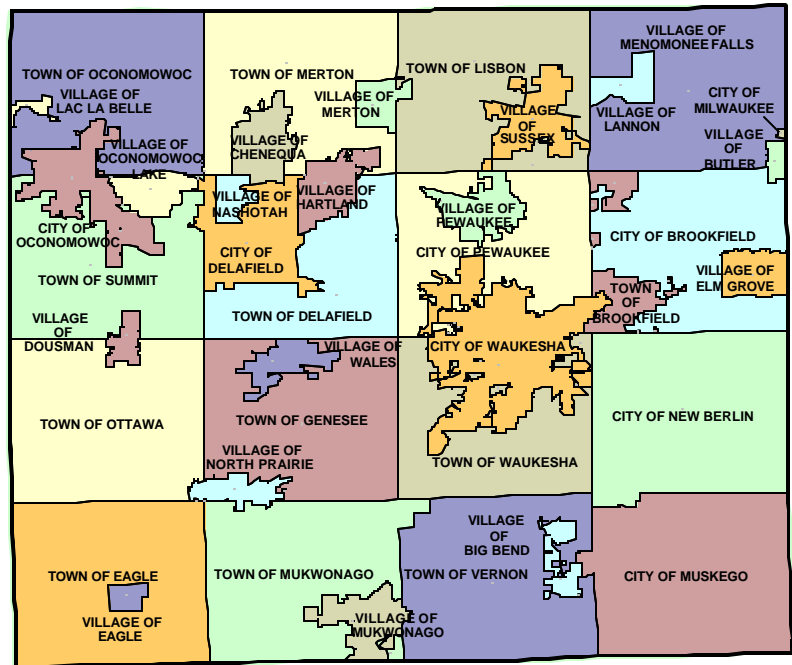 VILLAGE OF
MENOMONEE FALLS
TOWN OF OCONOMOWOC
TOWN OF MERTON
TOWN OF LISBON
VILLAGE OF
LAC LA BELLE
VILLAGE OF
MERTON
CITY OF
MILWAUKEE
VILLAGE
OF
SUSSEX
VILLAGE OF
LANNON
VILLAGE
OF
BUTLER
VILLAGE OF
OCONOMOWOC
LAKE
VILLAGE OF
CHENEQUA
VILLAGE OF
NASHOTAH
VILLAGE OF
HARTLAND
VILLAGE OF
PEWAUKEE
CITY OF
OCONOMOWOC
CITY OF BROOKFIELD
CITY OF
DELAFIELD
CITY OF PEWAUKEE
TOWN OF SUMMIT
VILLAGE OF
ELM GROVE
TOWN
OF
BROOKFIELD
VILLAGE
OF
DOUSMAN
TOWN OF DELAFIELD
VILLAGE OF
WALES
CITY OF WAUKESHA
TOWN OF OTTAWA
TOWN OF GENESEE
CITY OF NEW BERLIN
VILLAGE OF
NORTH PRAIRIE
TOWN OF WAUKESHA
VILLAGE
OF
BIG BEND
TOWN OF EAGLE
TOWN OF MUKWONAGO
TOWN OF VERNON
CITY OF MUSKEGO
VILLAGE OF
EAGLE
VILLAGE OF
MUKWONAGO